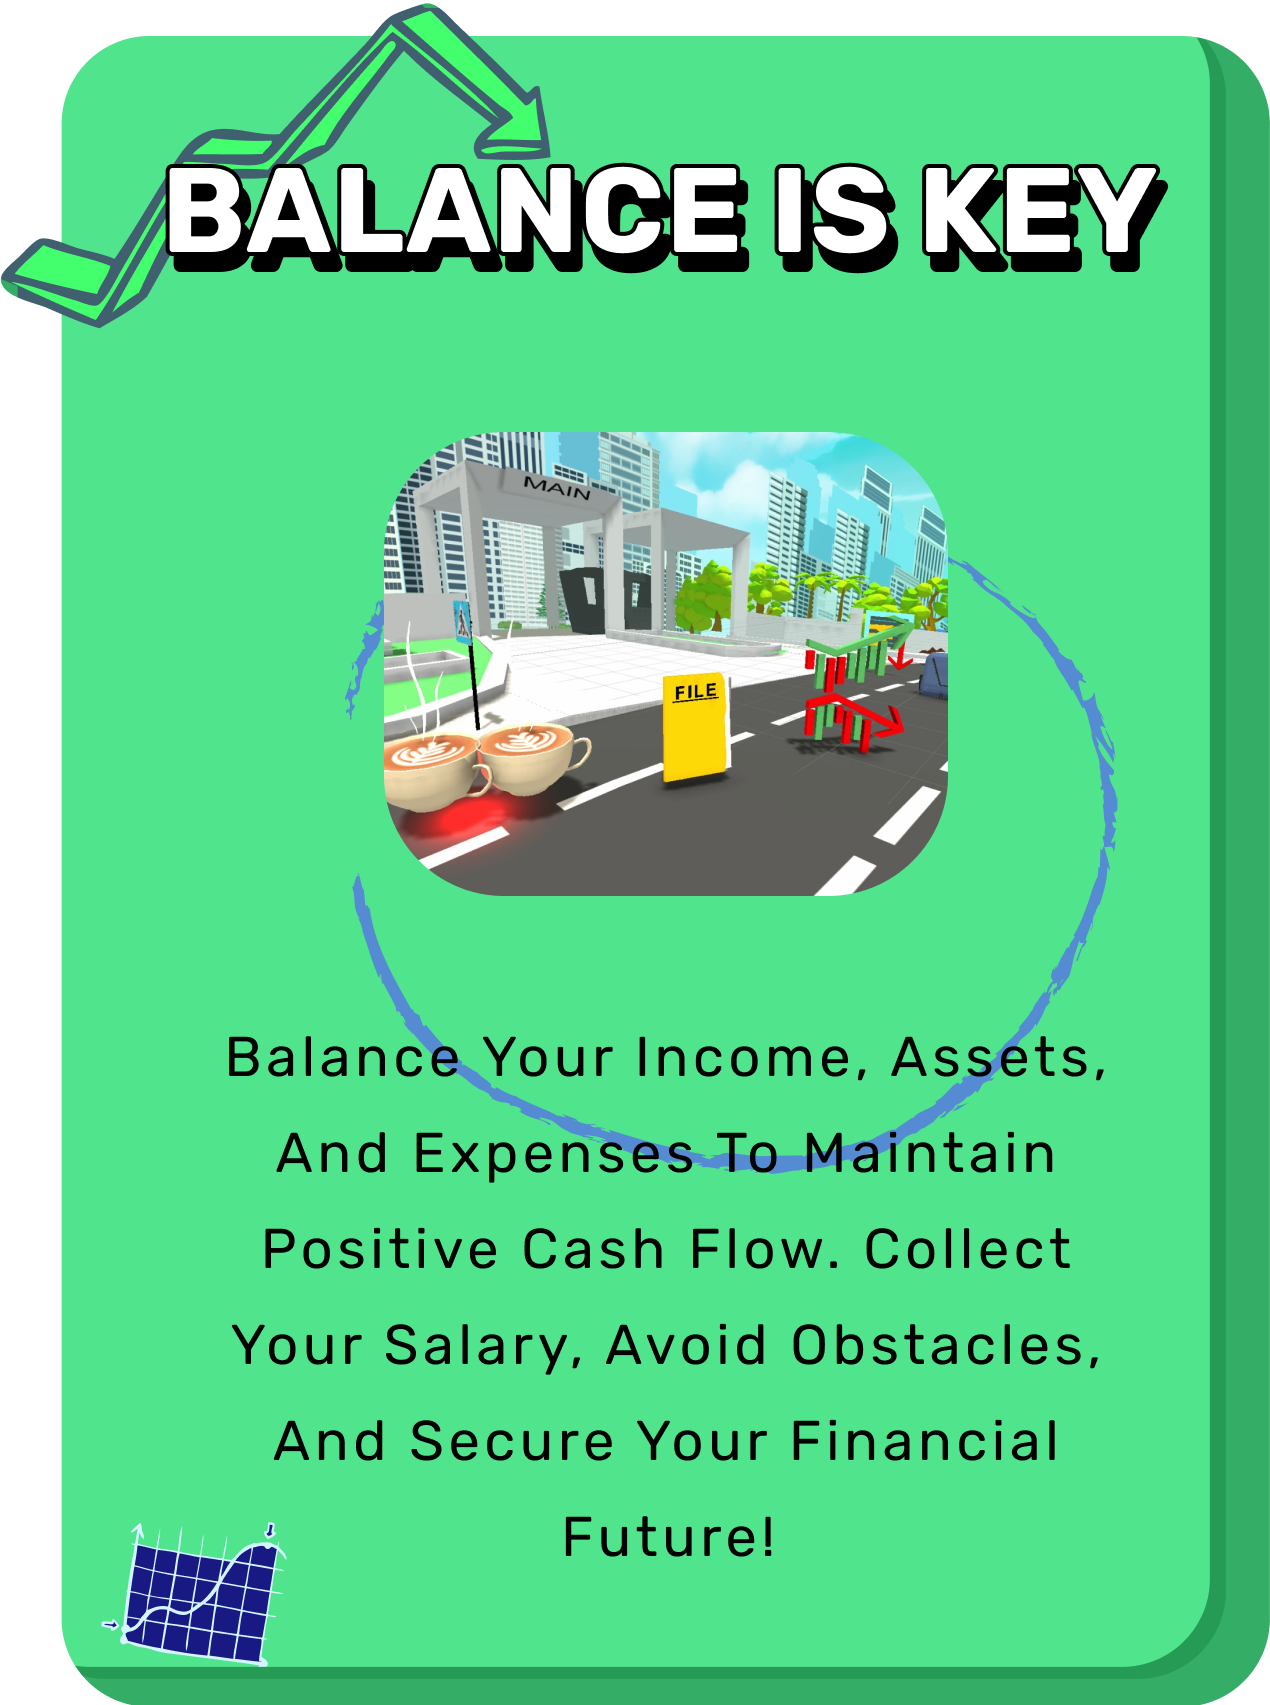 BALANCE IS KEY
MAIN
FILE
Balance Your Income, Assets,
And Expenses To Maintain
Positive Cash Flow. Collect
Your Salary, Avoid Obstacles,
And Secure Your Financial
Future!